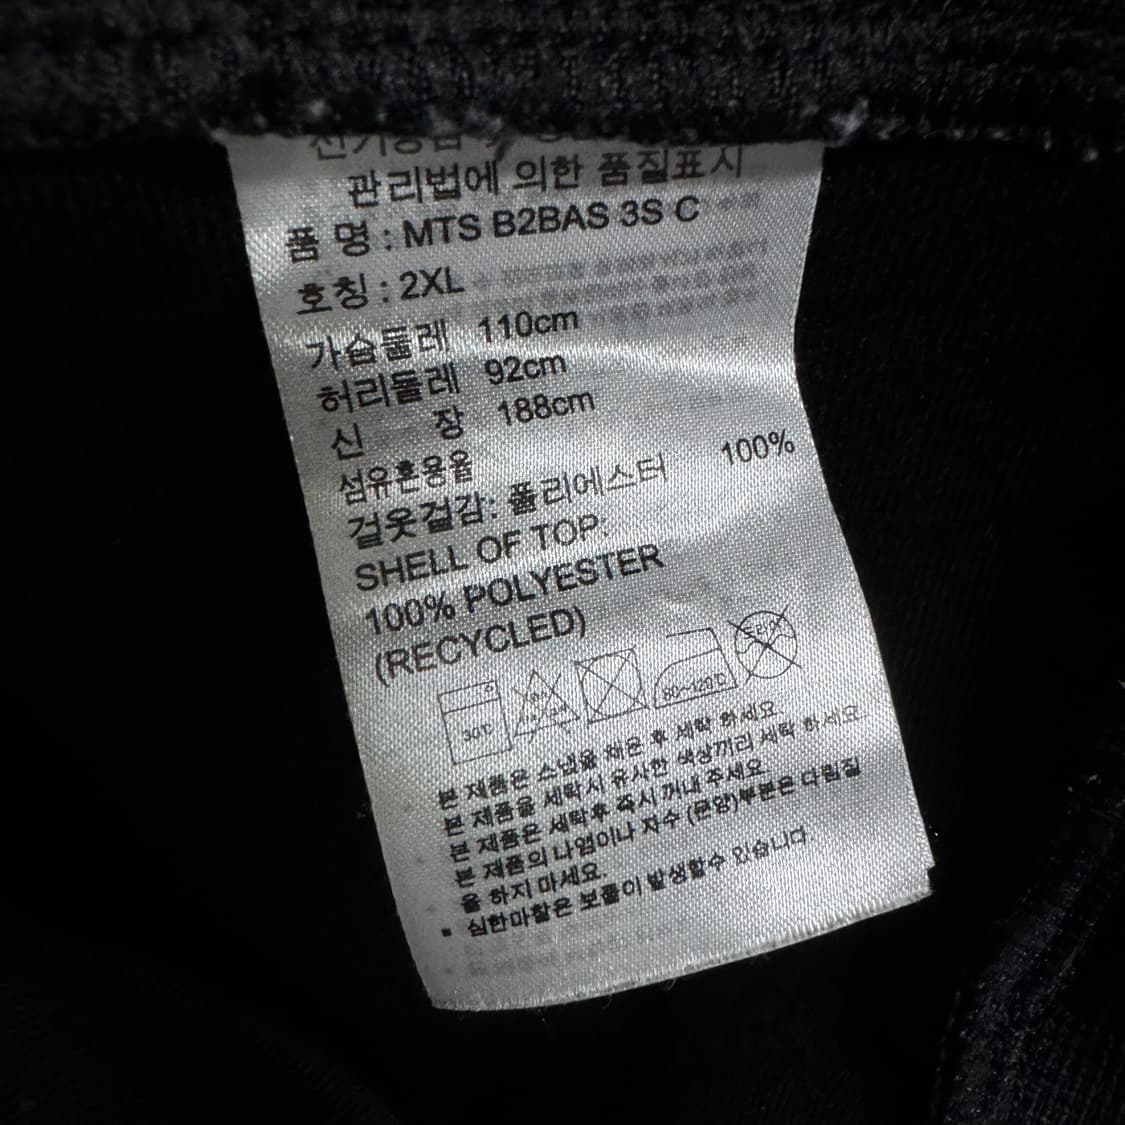 관리법에 의한 품질표시
품 명 : MTS B2BAS 3S C
호칭 : 2XL
가슴둘레 110cm
허리둘레 92cm
신 장 188cm
섬유혼용율
겉옷겉감: 폴리에스터 100%
SHELL OF TOP:
100% POLYESTER
(RECYCLED)
30℃
80~120℃
드라이
본 제품은 스냅을 채운 후 세탁 하세요
본 제품을 세탁시 유사한 색상끼리 세탁 하세요
본 제품은 세탁후 즉시 꺼내 주세요
본 제품의 나염이나 자수 (문양)부분은 다림질
을 하지 마세요.
심한마찰은 보풀이 발생할수 있습니다.